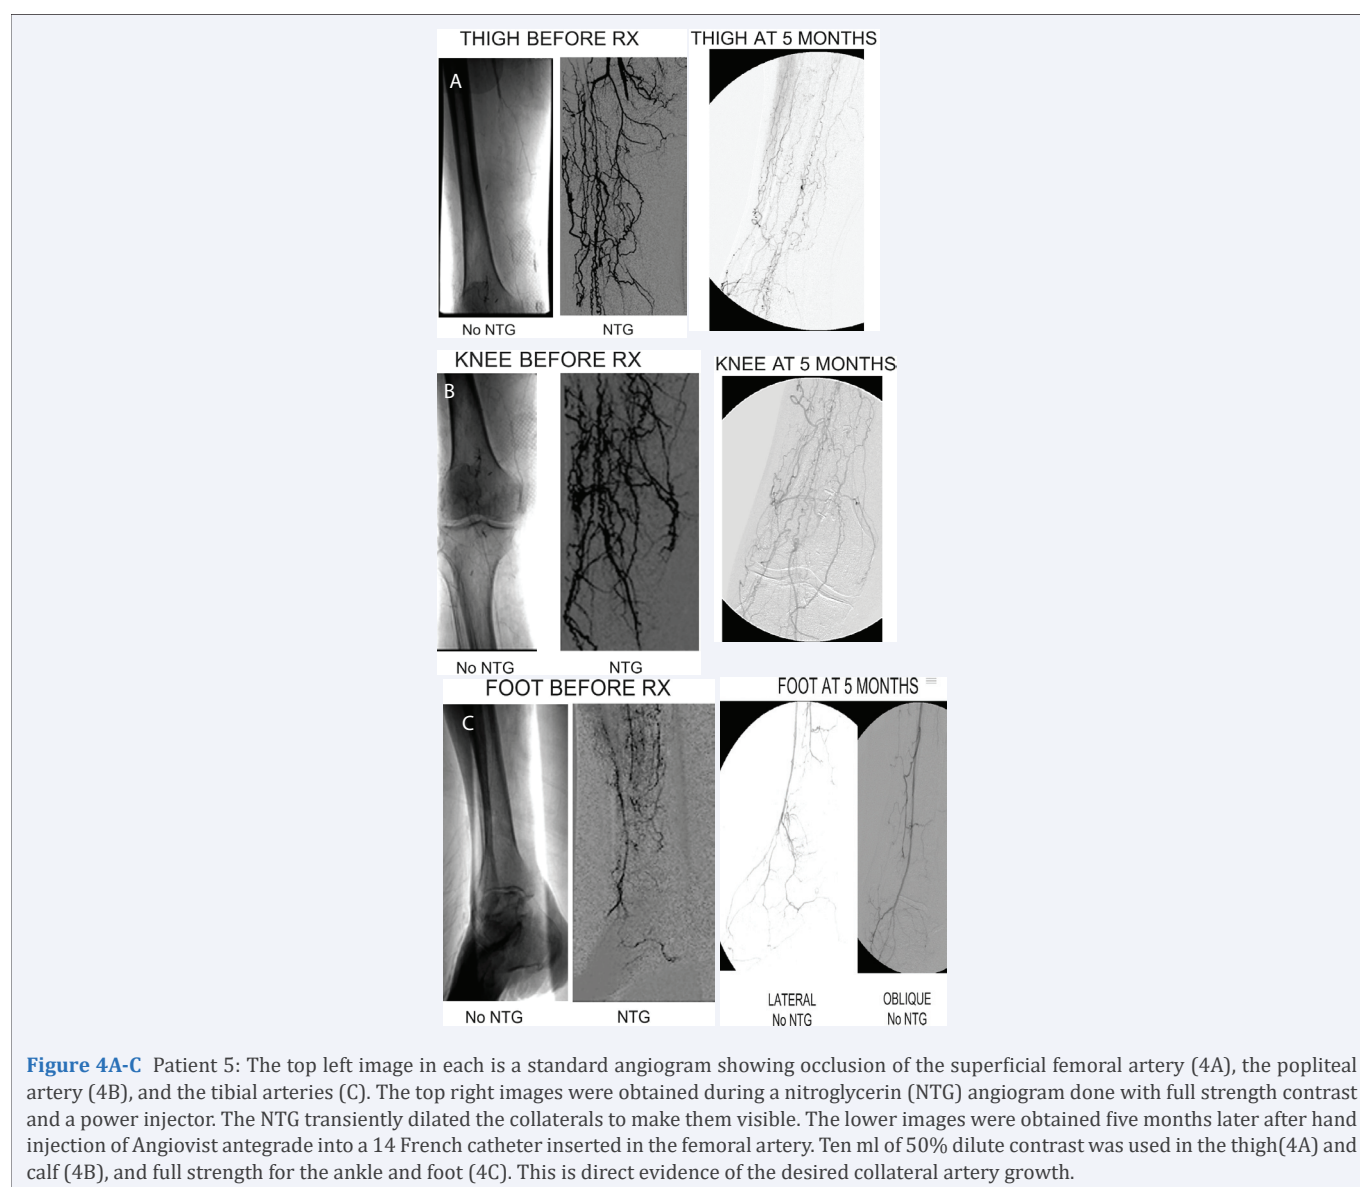 THIGH BEFORE RX
THIGH AT 5 MONTHS
A
No NTG
NTG
KNEE BEFORE RX
KNEE AT 5 MONTHS
B
No NTG
NTG
FOOT BEFORE RX
FOOT AT 5 MONTHS
C
No NTG
NTG
LATERAL
No NTG
OBLIQUE
No NTG
Figure 4A-C Patient 5: The top left image in each is a standard angiogram showing occlusion of the superficial femoral artery (4A), the popliteal
artery (4B), and the tibial arteries (C). The top right images were obtained during a nitroglycerin (NTG) angiogram done with full strength contrast
and a power injector. The NTG transiently dilated the collaterals to make them visible. The lower images were obtained five months later after hand
injection of Angiovist antegrade into a 14 French catheter inserted in the femoral artery. Ten ml of 50% dilute contrast was used in the thigh(4A) and
calf (4B), and full strength for the ankle and foot (4C). This is direct evidence of the desired collateral artery growth.